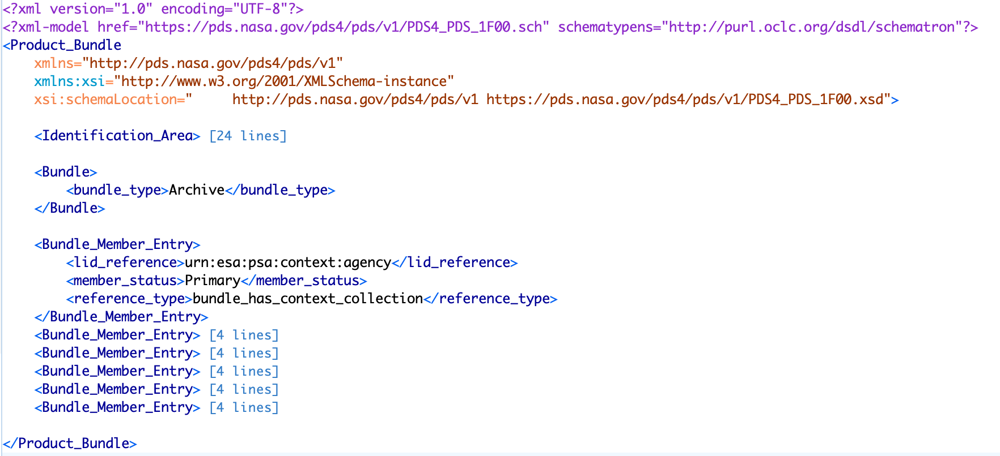 <?xml version="1.0" encoding="UTF-8"?>
<?xml-model href="https://pds.nasa.gov/pds4/pds/v1/PDS4_PDS_1F00.sch" schematypens="http://purl.oclc.org/dsdl/schematron"?>
<Product_Bundle
    xmlns="http://pds.nasa.gov/pds4/pds/v1"
    xmlns:xsi="http://www.w3.org/2001/XMLSchema-instance"
    xsi:schemaLocation="     http://pds.nasa.gov/pds4/pds/v1 https://pds.nasa.gov/pds4/pds/v1/PDS4_PDS_1F00.xsd">
    <Identification_Area> [24 lines]
    <Bundle>
        <bundle_type>Archive</bundle_type>
    </Bundle>
    <Bundle_Member_Entry>
        <lid_reference>urn:esa:psa:context:agency</lid_reference>
        <member_status>Primary</member_status>
        <reference_type>bundle_has_context_collection</reference_type>
    </Bundle_Member_Entry>
    <Bundle_Member_Entry> [4 lines]
    <Bundle_Member_Entry> [4 lines]
    <Bundle_Member_Entry> [4 lines]
    <Bundle_Member_Entry> [4 lines]
    <Bundle_Member_Entry> [4 lines]
</Product_Bundle>